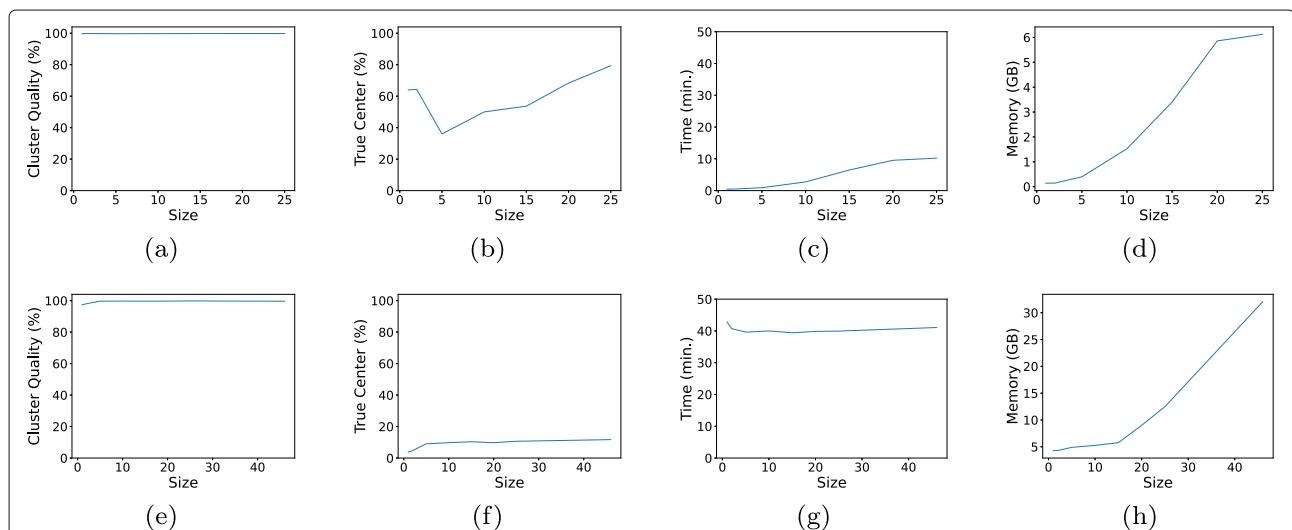 100
80
60
40
20
0
Cluster Quality (%)
0 5 10 15 20 25
Size
(a)
100
80
60
40
20
0
True Center (%)
0 5 10 15 20 25
Size
(b)
50
40
30
20
10
0
Time (min.)
0 5 10 15 20 25
Size
(c)
6
5
4
3
2
1
0
Memory (GB)
0 5 10 15 20 25
Size
(d)
100
80
60
40
20
0
Cluster Quality (%)
0 10 20 30 40
Size
(e)
100
80
60
40
20
0
True Center (%)
0 10 20 30 40
Size
(f)
50
40
30
20
10
0
Time (min.)
0 10 20 30 40
Size
(g)
30
25
20
15
10
5
Memory (GB)
0 10 20 30 40
Size
(h)